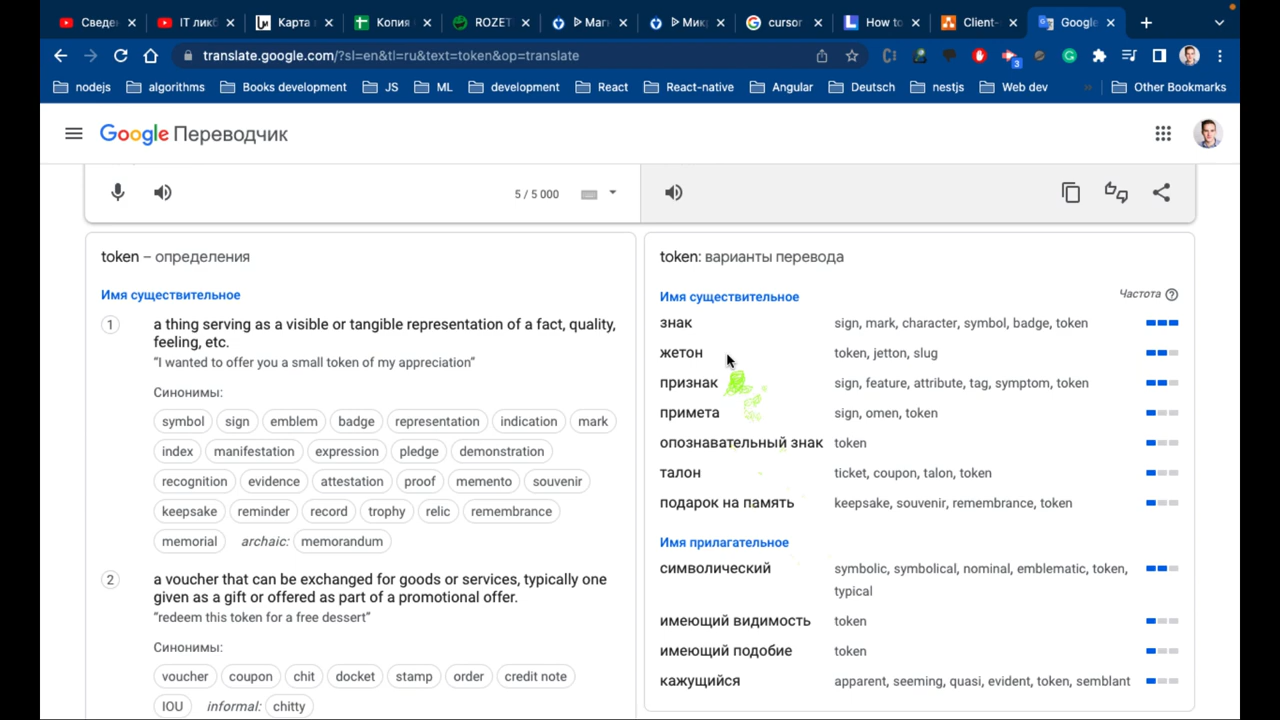 Сведе
IT ликб
Карта
Копия
ROZET
Маг
Мик
cursor
How to
Client-
Google
translate.google.com/?sl=en&tl=ru&text=token&op=translate
3
nodejs
algorithms
Books development
JS
ML
development
React
React-native
Angular
Deutsch
nestjs
Web dev
»
Other Bookmarks
Google Переводчик
5 / 5 000
token – определения
Имя существительное
1
a thing serving as a visible or tangible representation of a fact, quality,
feeling, etc.
“I wanted to offer you a small token of my appreciation”
Синонимы:
symbol sign emblem badge representation indication mark
index manifestation expression pledge demonstration
recognition evidence attestation proof memento souvenir
keepsake reminder record trophy relic remembrance
memorial archaic: memorandum
2
a voucher that can be exchanged for goods or services, typically one
given as a gift or offered as part of a promotional offer.
“redeem this token for a free dessert”
Синонимы:
voucher coupon chit docket stamp order credit note
IOU informal: chitty
token: варианты перевода
Имя существительное Частота
знак sign, mark, character, symbol, badge, token
жетон token, jetton, slug
признак sign, feature, attribute, tag, symptom, token
примета sign, omen, token
опознавательный знак token
талон ticket, coupon, talon, token
подарок на память keepsake, souvenir, remembrance, token
Имя прилагательное
символический symbolic, symbolical, nominal, emblematic, token,
typical
имеющий видимость token
имеющий подобие token
кажущийся apparent, seeming, quasi, evident, token, semblant